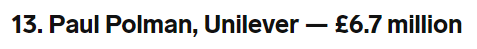 13. Paul Polman, Unilever — £6.7 million